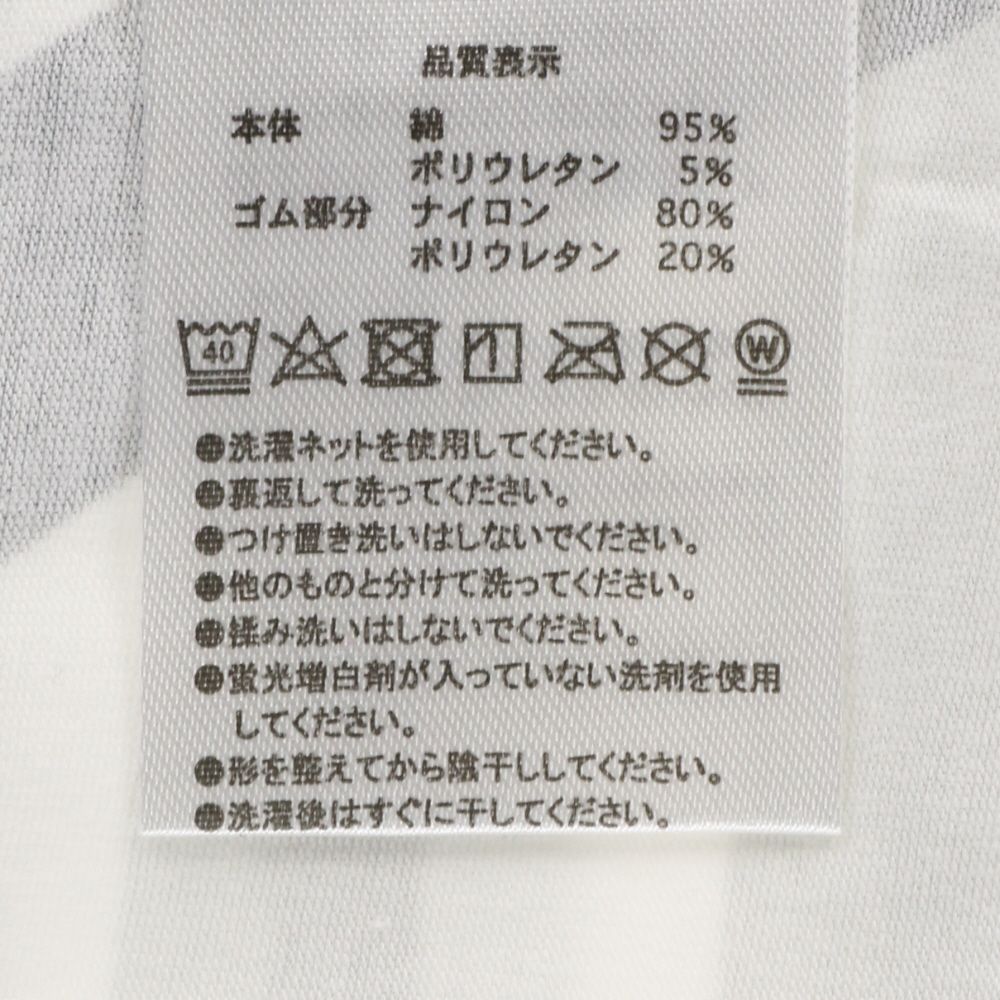 品質表示
本体 綿 95%
ポリウレタン 5%
ゴム部分 ナイロン 80%
ポリウレタン 20%
40 W
●洗濯ネットを使用してください。
●裏返して洗ってください。
●つけ置き洗いはしないでください。
●他のものと分けて洗ってください。
●揉み洗いはしないでください。
●蛍光増白剤が入っていない洗剤を使用
してください。
●形を整えてから陰干ししてください。
●洗濯後はすぐに干してください。